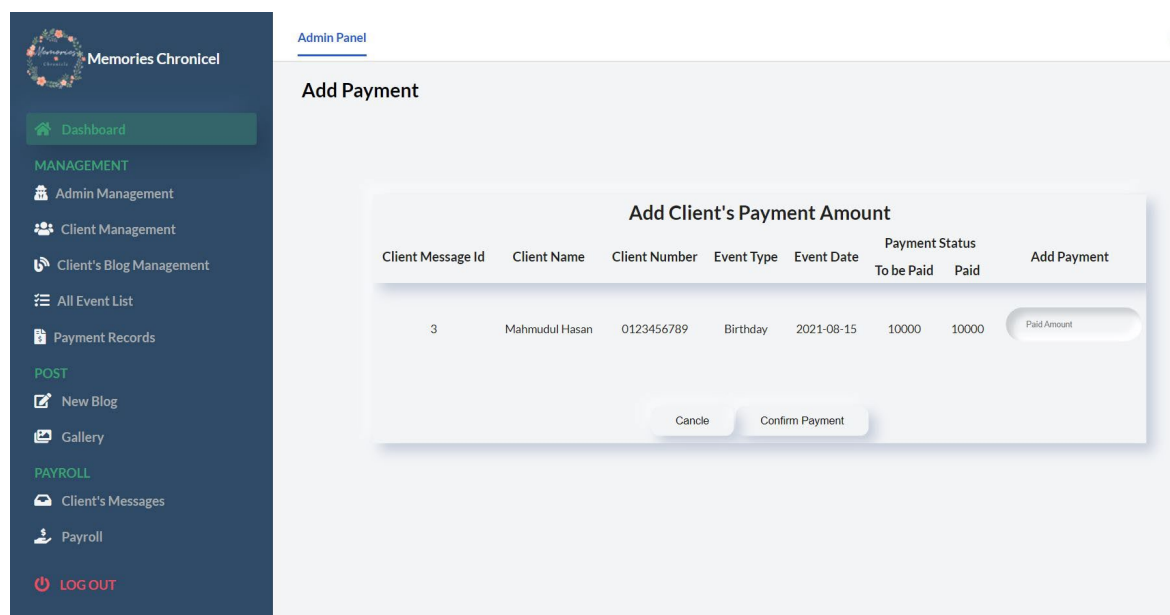 Memories
Chronicle
Memories Chronicel
Dashboard
MANAGEMENT
Admin Management
Client Management
Client's Blog Management
All Event List
Payment Records
POST
New Blog
Gallery
PAYROLL
Client's Messages
Payroll
LOG OUT
Admin Panel
Add Payment
Add Client's Payment Amount
Client Message Id Client Name Client Number Event Type Event Date Payment Status Add Payment
To be Paid Paid
3 Mahmudul Hasan 0123456789 Birthday 2021-08-15 10000 10000 Paid Amount
Cancle Confirm Payment